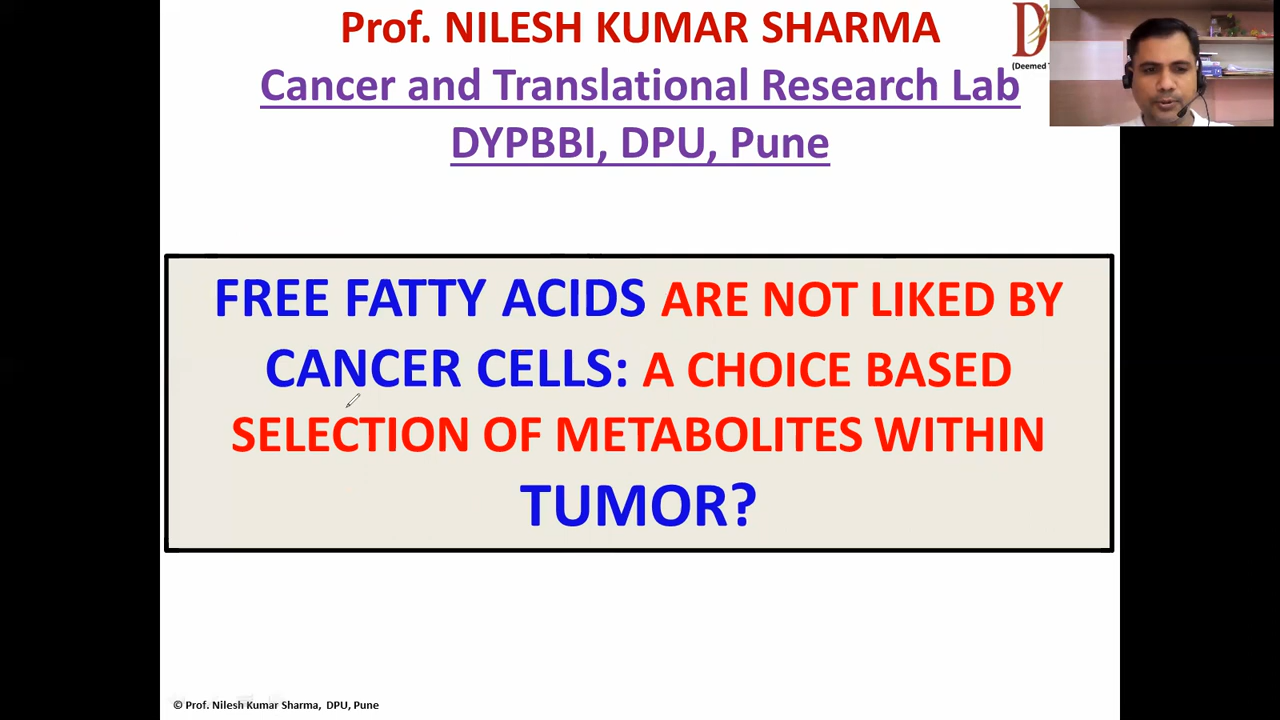 Prof. NILESH KUMAR SHARMA
Cancer and Translational Research Lab
DYPBBI, DPU, Pune
D
(Deemed
FREE FATTY ACIDS ARE NOT LIKED BY
CANCER CELLS: A CHOICE BASED
SELECTION OF METABOLITES WITHIN
TUMOR?
© Prof. Nilesh Kumar Sharma, DPU, Pune